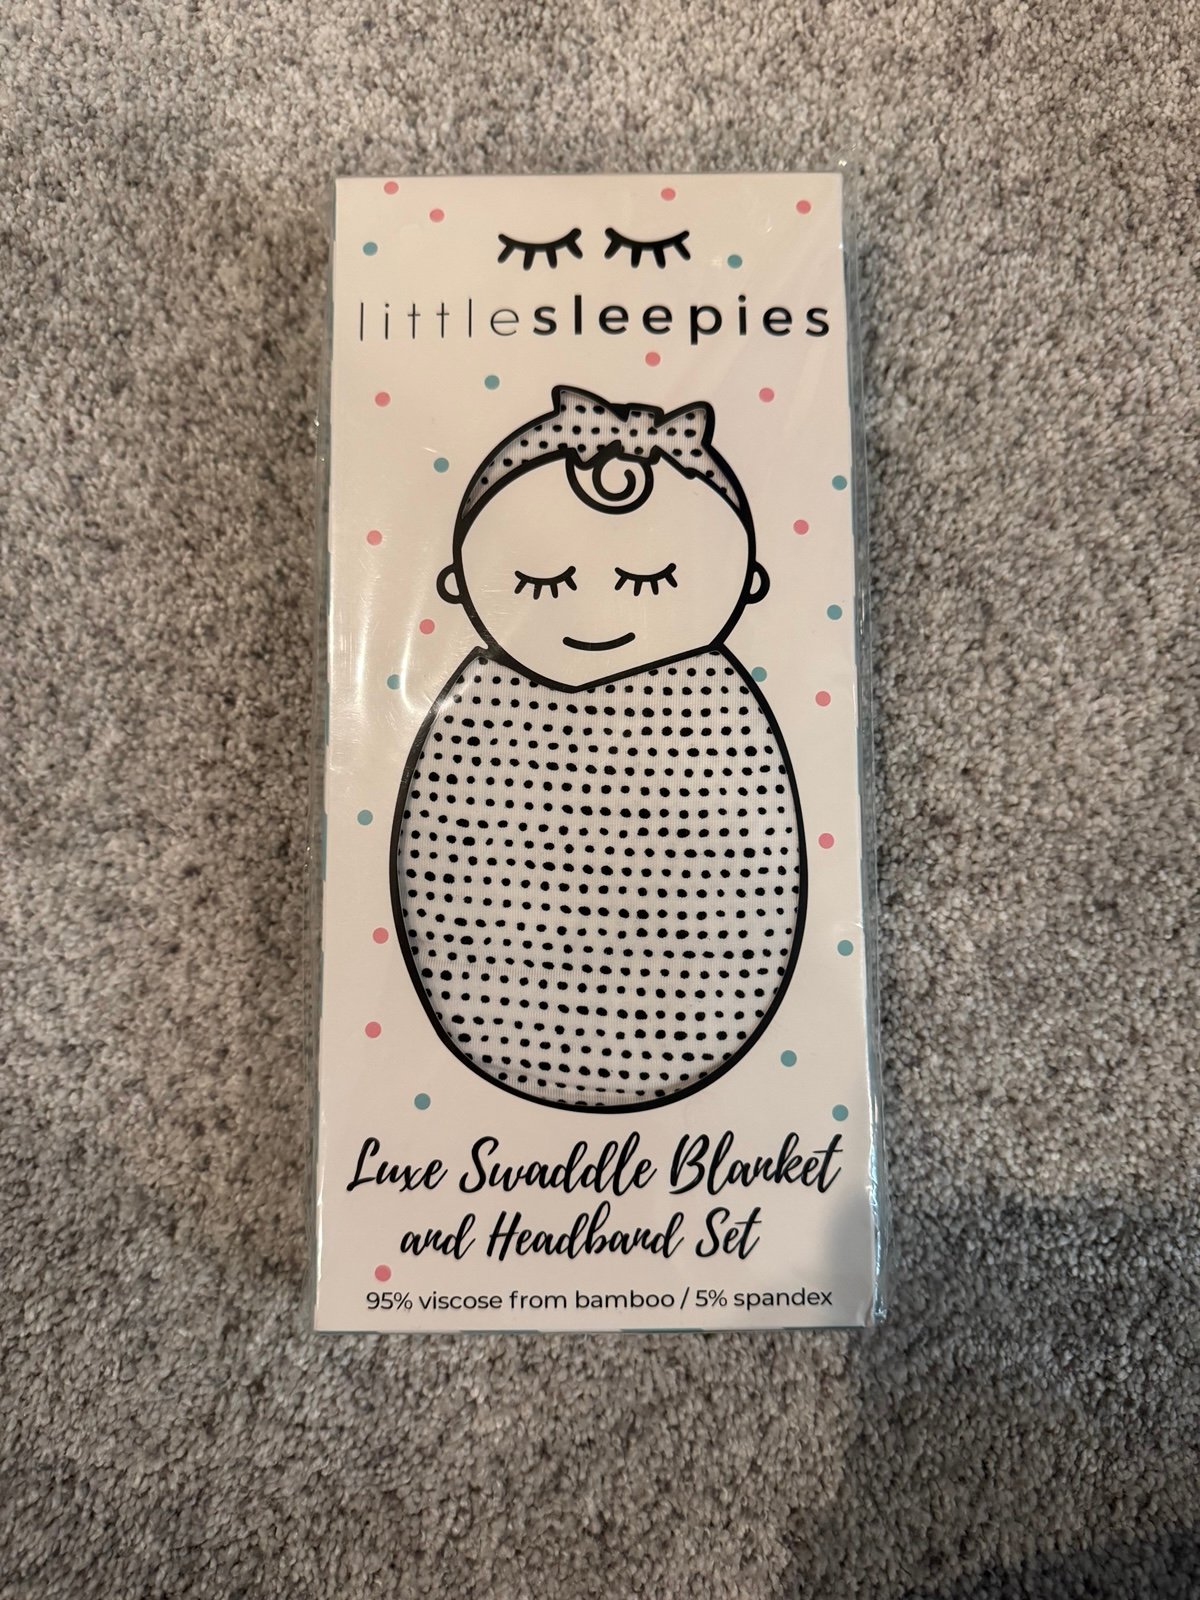 littlesleepies
Luxe Swaddle Blanket
and Headband Set
95% viscose from bamboo / 5% spandex